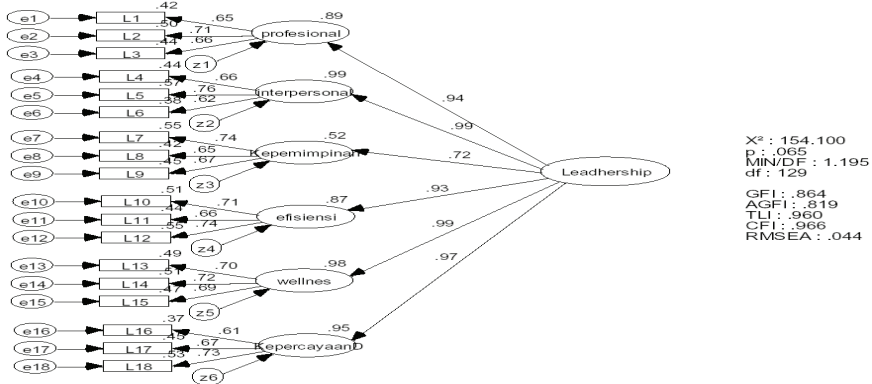 .42 .89
e1 L1 .65
.50
e2 L2 .71 profesional
.44
e3 L3 .66
z1
.44 .99 .94
e4 L4 .66
.57
e5 L5 .76 interpersonal
.38 .99
e6 L6 .62
z2
.55 .52
e7 L7 .74
.42
e8 L8 .65 Kepemimpinan .72
.45
e9 L9 .67
z3 Leadhership
.51 .87 .93
e10 L10 .71
.44
e11 L11 .66 efisiensi
.55
e12 L12 .74
z4 .99
.49 .98
e13 L13 .70
.51 .97
e14 L14 .72 wellnes
.47
e15 L15 .69
z5
.37 .95
e16 L16 .61
.45
e17 L17 .67 KepercayaanD
.53
e18 L18 .73
z6
X² : 154.100
p : .065
MIN/DF : 1.195
df : 129
GFI : .864
AGFI : .819
TLI : .960
CFI : .966
RMSEA : .044